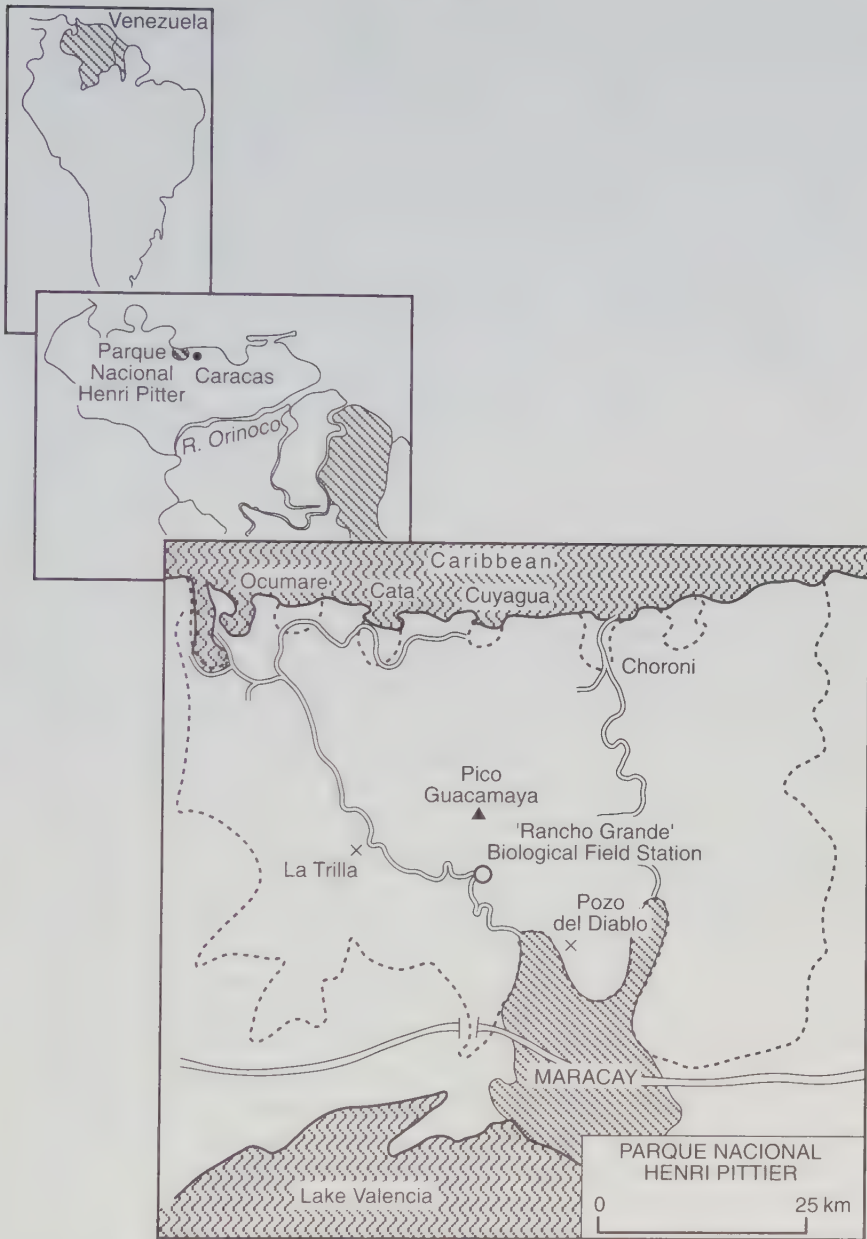 Venezuela
Parque
Nacional
Henri Pitter
Caracas
R. Orinoco
Caribbean
Ocumare
Cata
Cuyagua
Choroni
Pico
Guacamaya
'Rancho Grande'
Biological Field Station
La Trilla
Pozo
del Diablo
MARACAY
Lake Valencia
PARQUE NACIONAL
HENRI PITTIER
0 25 km